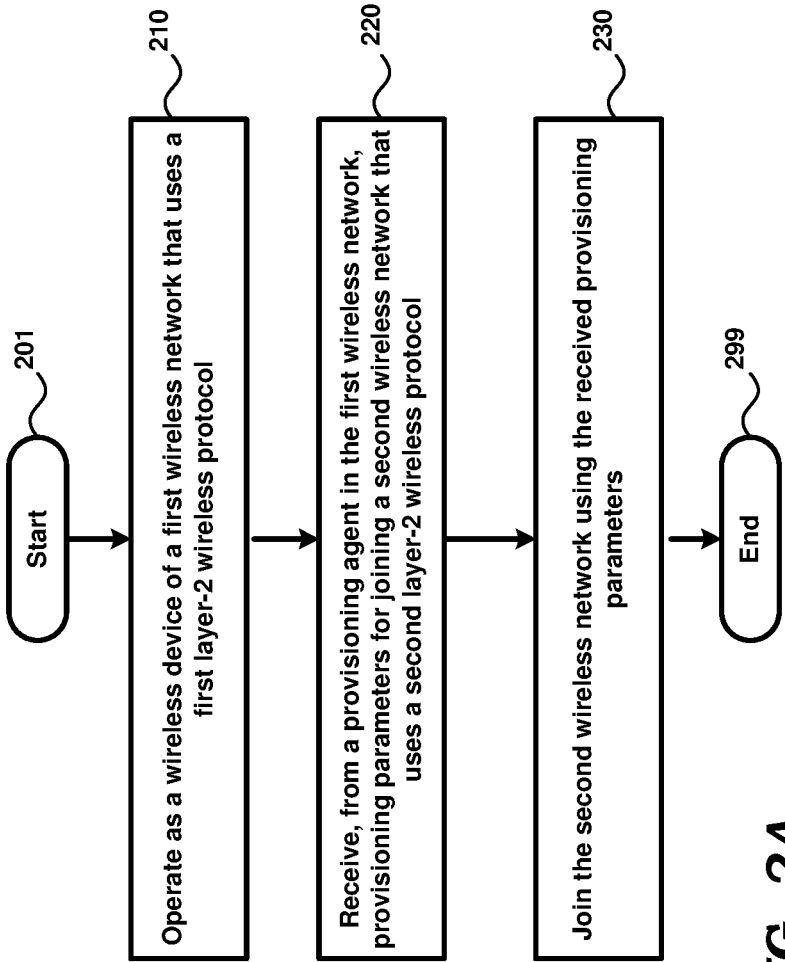 Start
201
Operate as a wireless device of a first wireless network that uses a
first layer-2 wireless protocol
210
Receive, from a provisioning agent in the first wireless network,
provisioning parameters for joining a second wireless network that
uses a second layer-2 wireless protocol
220
Join the second wireless network using the received provisioning
parameters
230
End
299